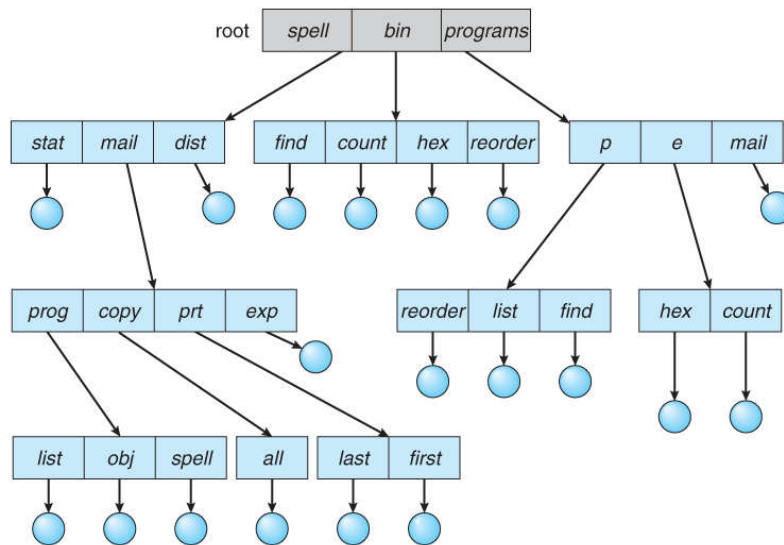 root spell bin programs
stat mail dist find count hex reorder p e mail
prog copy prt exp reorder list find hex count
list obj spell all last first